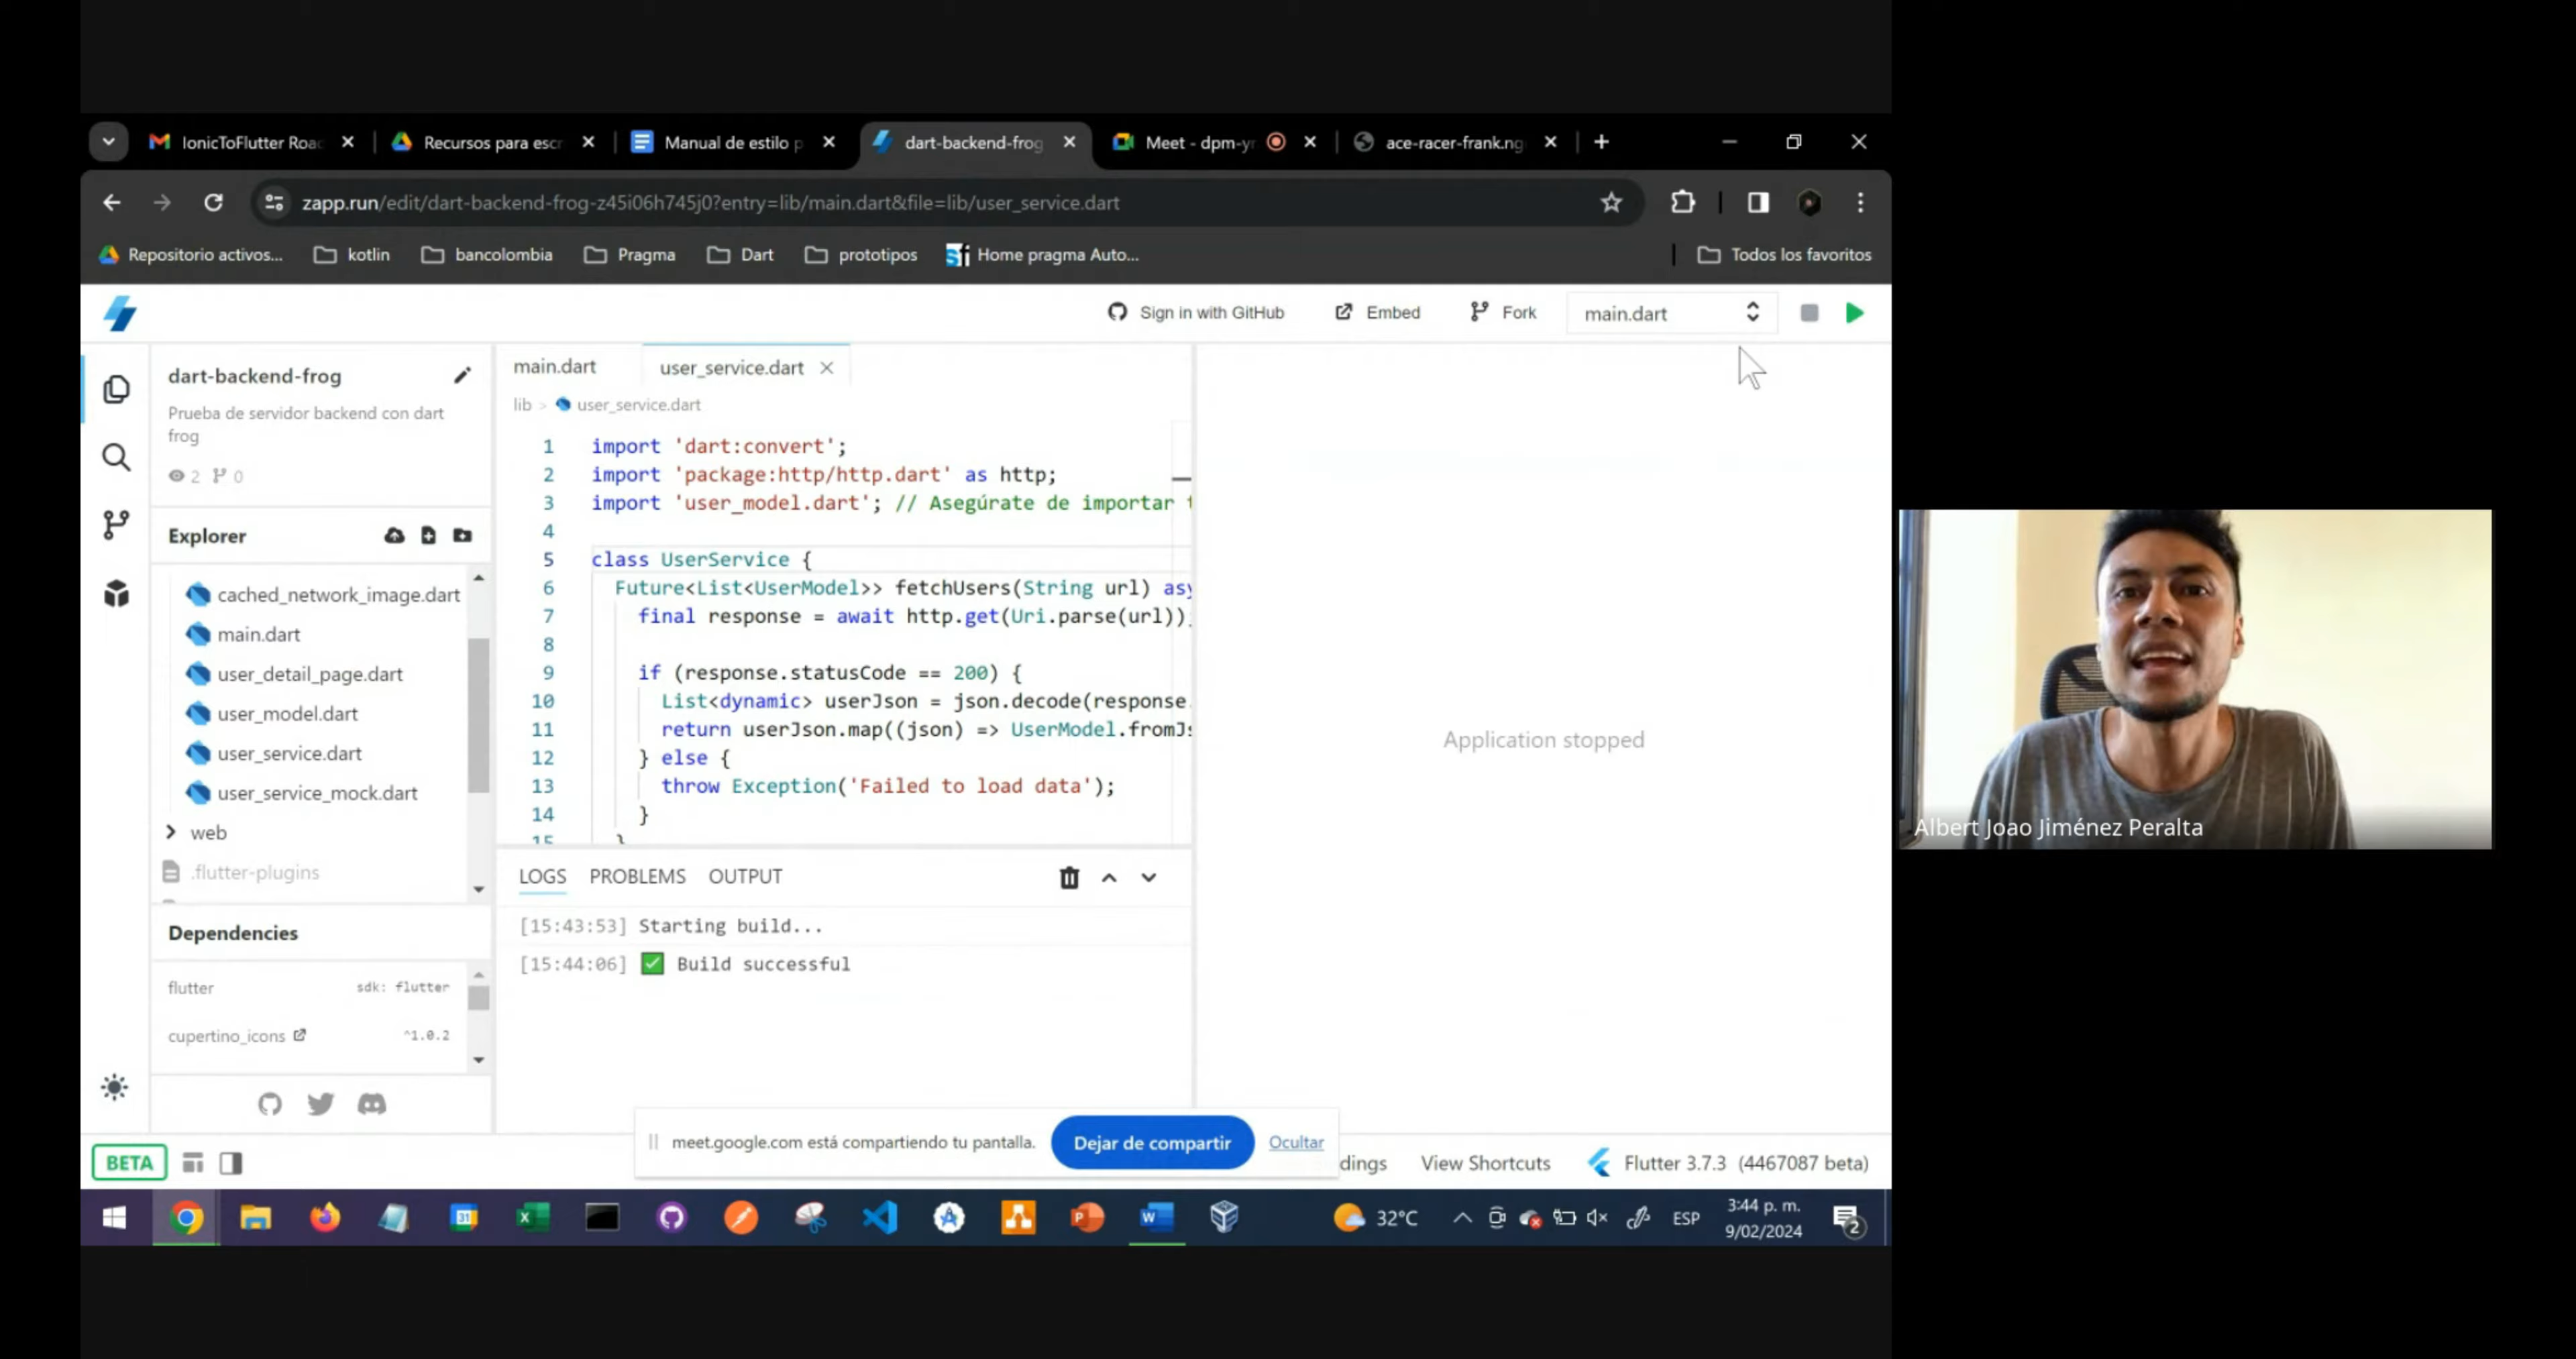 IonicToFlutter Roa
Recursos para escr
Manual de estilo p
dart-backend-frog
Meet - dpm-yr
ace-racer-frank.ng
zapp.run/edit/dart-backend-frog-z45i06h745j0?entry=lib/main.dart&file=lib/user_service.dart
Repositorio activos...
kotlin
bancolombia
Pragma
Dart
prototipos
Home pragma Auto...
Todos los favoritos
Sign in with GitHub
Embed
Fork
main.dart
dart-backend-frog
Prueba de servidor backend con dart
frog
2
0
Explorer
cached_network_image.dart
main.dart
user_detail_page.dart
user_model.dart
user_service.dart
user_service_mock.dart
web
.flutter-plugins
Dependencies
flutter sdk: flutter
cupertino_icons ^1.0.2
main.dart
user_service.dart
lib > user_service.dart
1 import 'dart:convert';
2 import 'package:http/http.dart' as http;
3 import 'user_model.dart'; // Asegúrate de importar
4
5 class UserService {
6 Future<List<UserModel>> fetchUsers(String url) asy
7 final response = await http.get(Uri.parse(url));
8
9 if (response.statusCode == 200) {
10 List<dynamic> userJson = json.decode(response.
11 return userJson.map((json) => UserModel.fromJs
12 } else {
13 throw Exception('Failed to load data');
14 }
15 }
LOGS PROBLEMS OUTPUT
[15:43:53] Starting build...
[15:44:06] Build successful
Application stopped
Albert Joao Jiménez Peralta
meet.google.com está compartiendo tu pantalla.
Dejar de compartir
Ocultar
BETA
dings
View Shortcuts
Flutter 3.7.3 (4467087 beta)
32°C
ESP
3:44 p. m.
9/02/2024
2